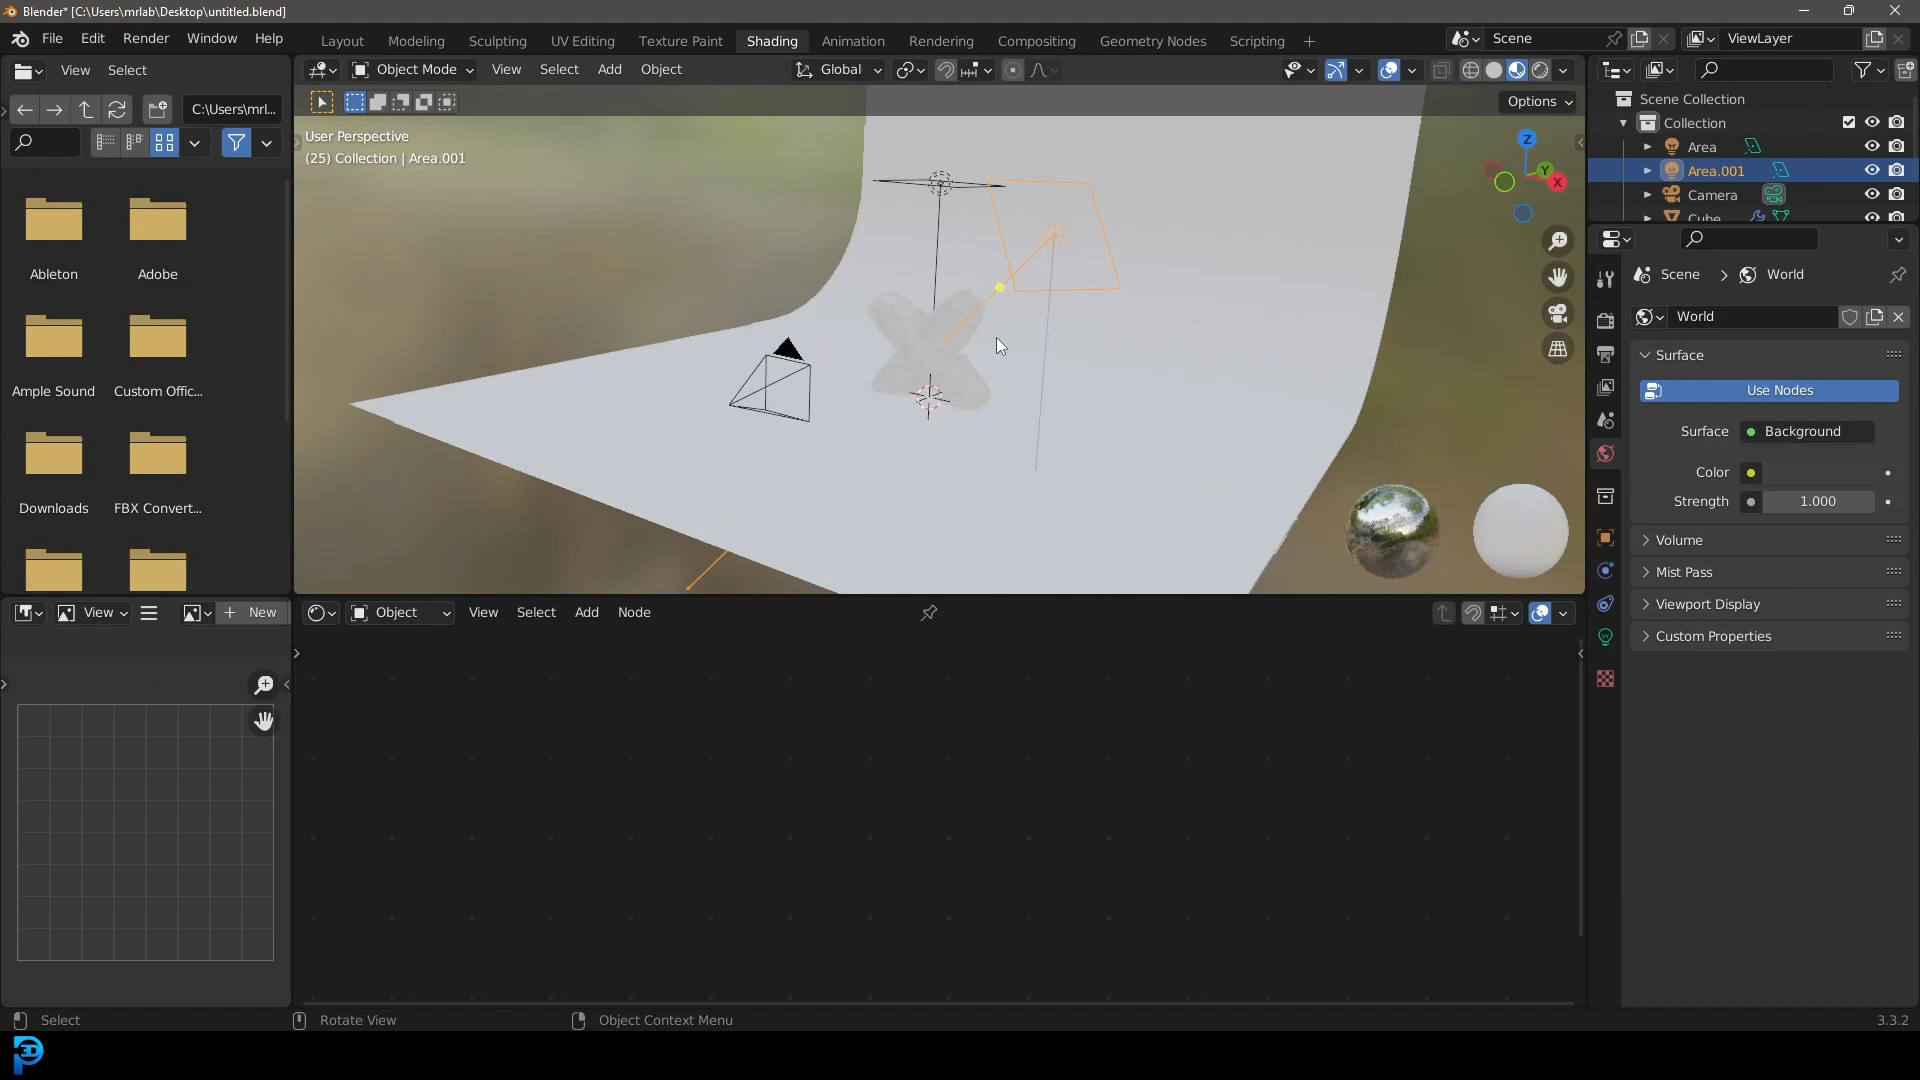 Blender* [C:\Users\mrlab\Desktop\untitled.blend]
File Edit Render Window Help
Layout Modeling Sculpting UV Editing Texture Paint Shading Animation Rendering Compositing Geometry Nodes Scripting
Scene
ViewLayer
View Select
Object Mode View Select Add Object
Global
C:\Users\mrl...
Options
User Perspective
(25) Collection | Area.001
Z
Y
X
Ableton
Adobe
Ample Sound
Custom Offic...
Downloads
FBX Convert...
Scene Collection
Collection
Area
Area.001
Camera
Cube
Scene
World
World
Surface
Use Nodes
Surface
Background
Color
Strength
1.000
Volume
Mist Pass
Viewport Display
Custom Properties
View
New
Object View Select Add Node
Select
Rotate View
Object Context Menu
3.3.2